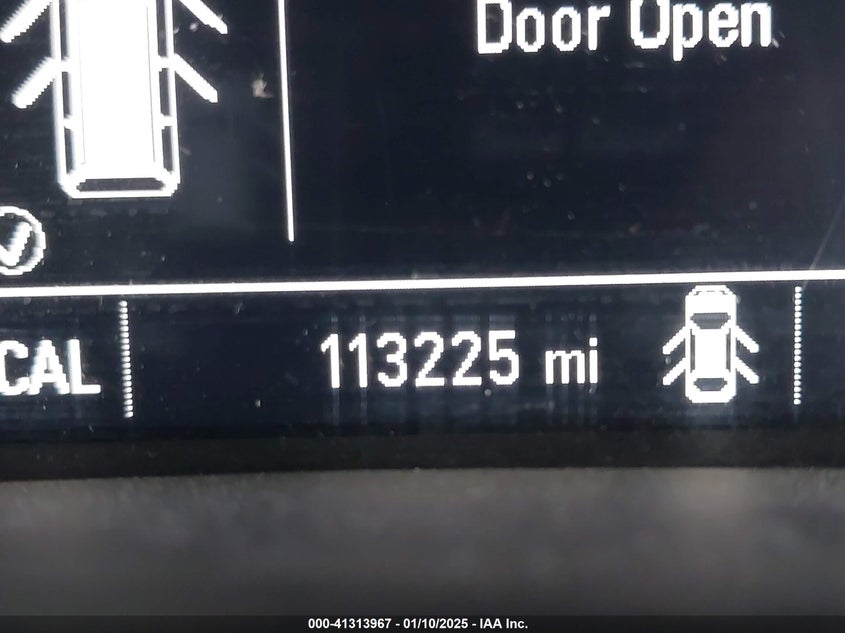 Door Open
CAL
113225 mi
000-41313967 - 01/10/2025 - IAA Inc.